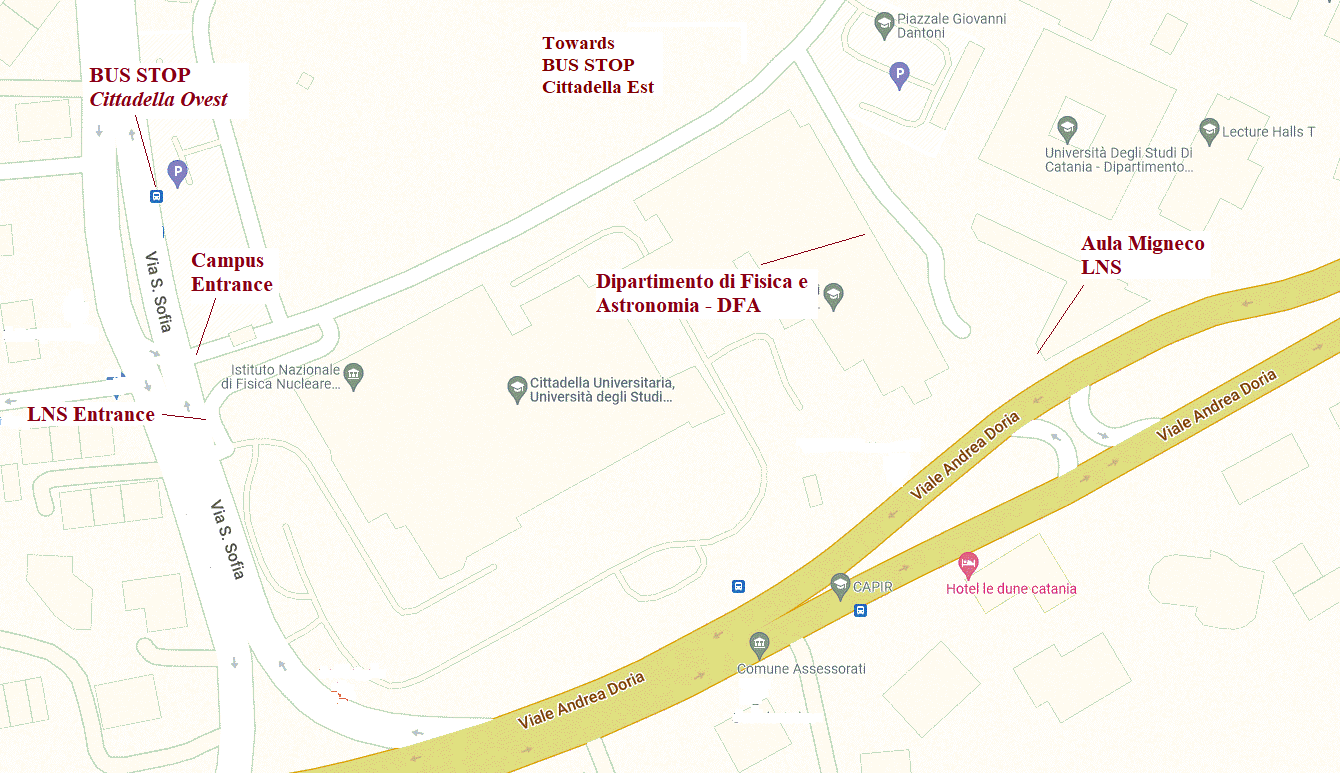 Piazzale Giovanni
Dantoni
Towards
BUS STOP
Cittadella Est
BUS STOP
Cittadella Ovest
P
P
Università Degli Studi Di
Catania - Dipartimento...
Lecture Halls T
Via S. Sofia
Campus
Entrance
Aula Migneco
LNS
Dipartimento di Fisica e
Astronomia - DFA
i
Istituto Nazionale
di Fisica Nucleare...
Cittadella Universitaria,
Università degli Studi...
LNS Entrance
Viale Andrea Doria
Viale Andrea Doria
Via S. Sofia
CAPIR
Hotel le dune catania
Comune Assessorati
Viale Andrea Doria